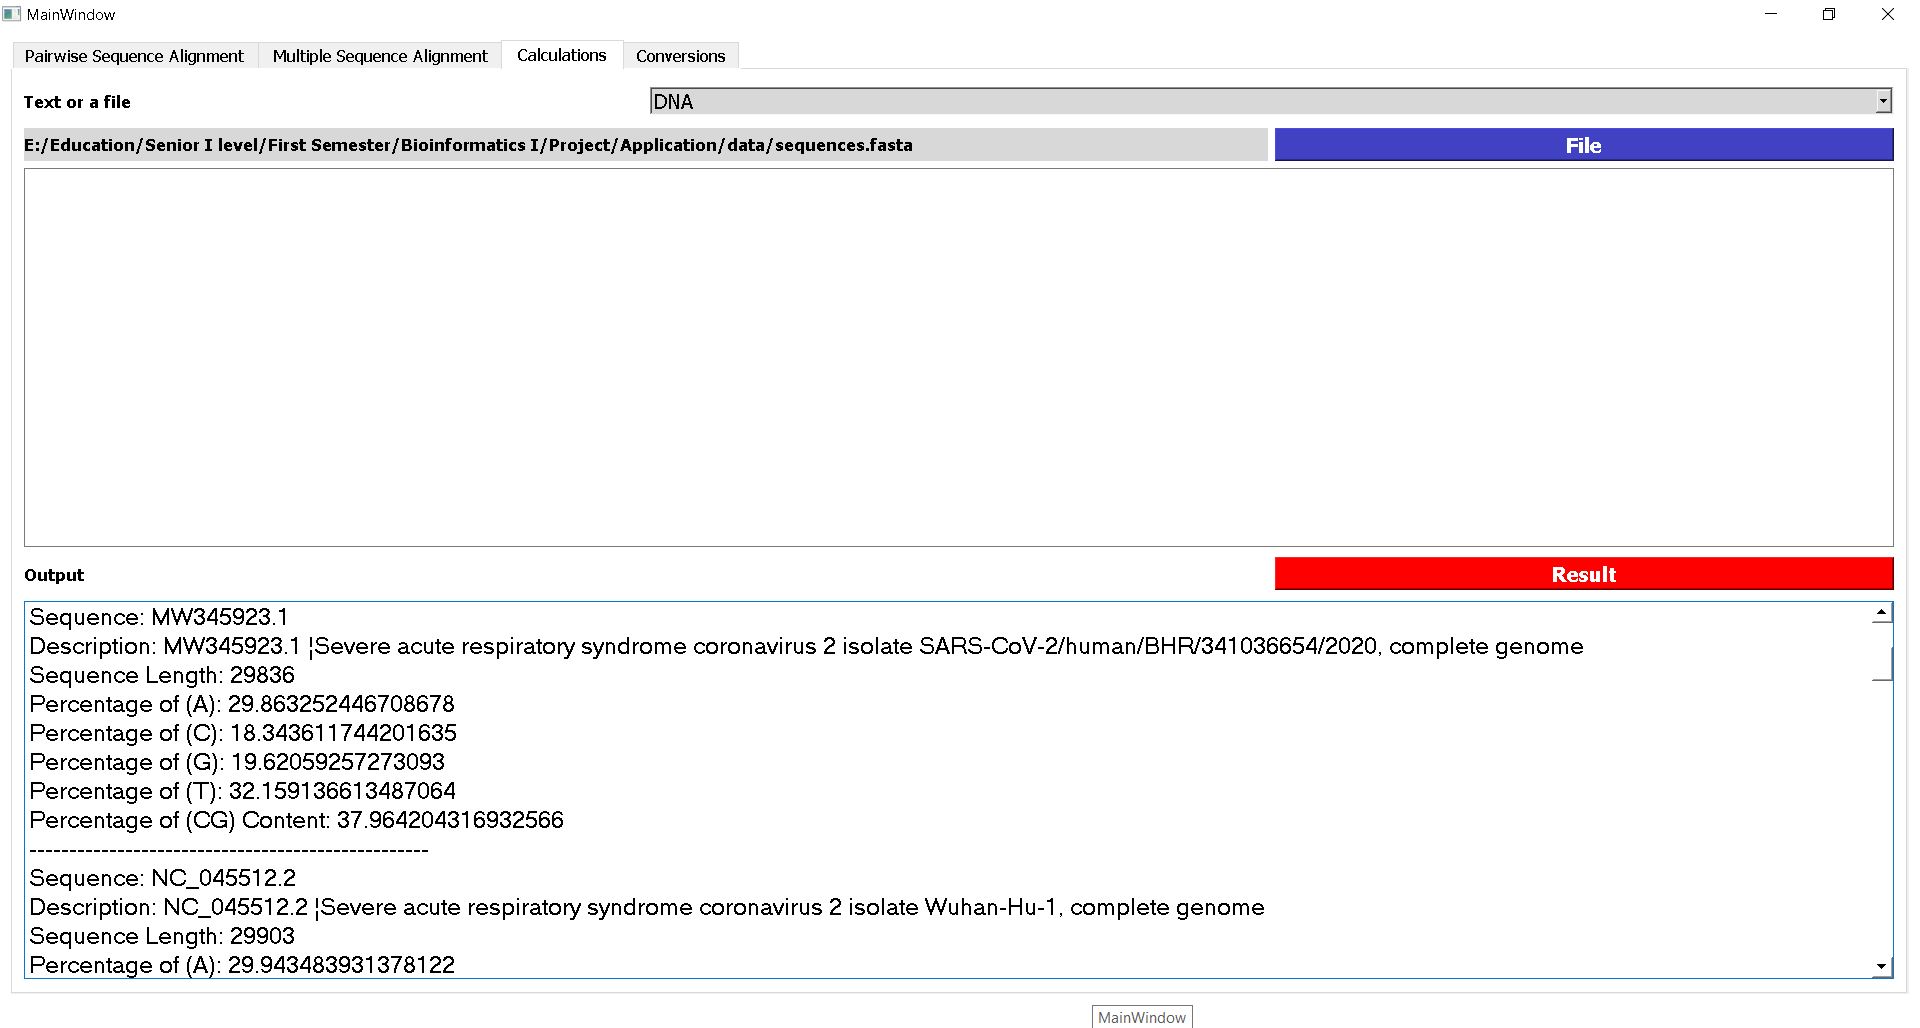 MainWindow
Pairwise Sequence Alignment Multiple Sequence Alignment Calculations Conversions
Text or a file DNA
E:/Education/Senior I level/First Semester/Bioinformatics I/Project/Application/data/sequences.fasta File
Output Result
Sequence: MW345923.1
Description: MW345923.1 |Severe acute respiratory syndrome coronavirus 2 isolate SARS-CoV-2/human/BHR/341036654/2020, complete genome
Sequence Length: 29836
Percentage of (A): 29.863252446708678
Percentage of (C): 18.343611744201635
Percentage of (G): 19.62059257273093
Percentage of (T): 32.159136613487064
Percentage of (CG) Content: 37.964204316932566
--------------------------------------------------
Sequence: NC_045512.2
Description: NC_045512.2 |Severe acute respiratory syndrome coronavirus 2 isolate Wuhan-Hu-1, complete genome
Sequence Length: 29903
Percentage of (A): 29.943483931378122
MainWindow